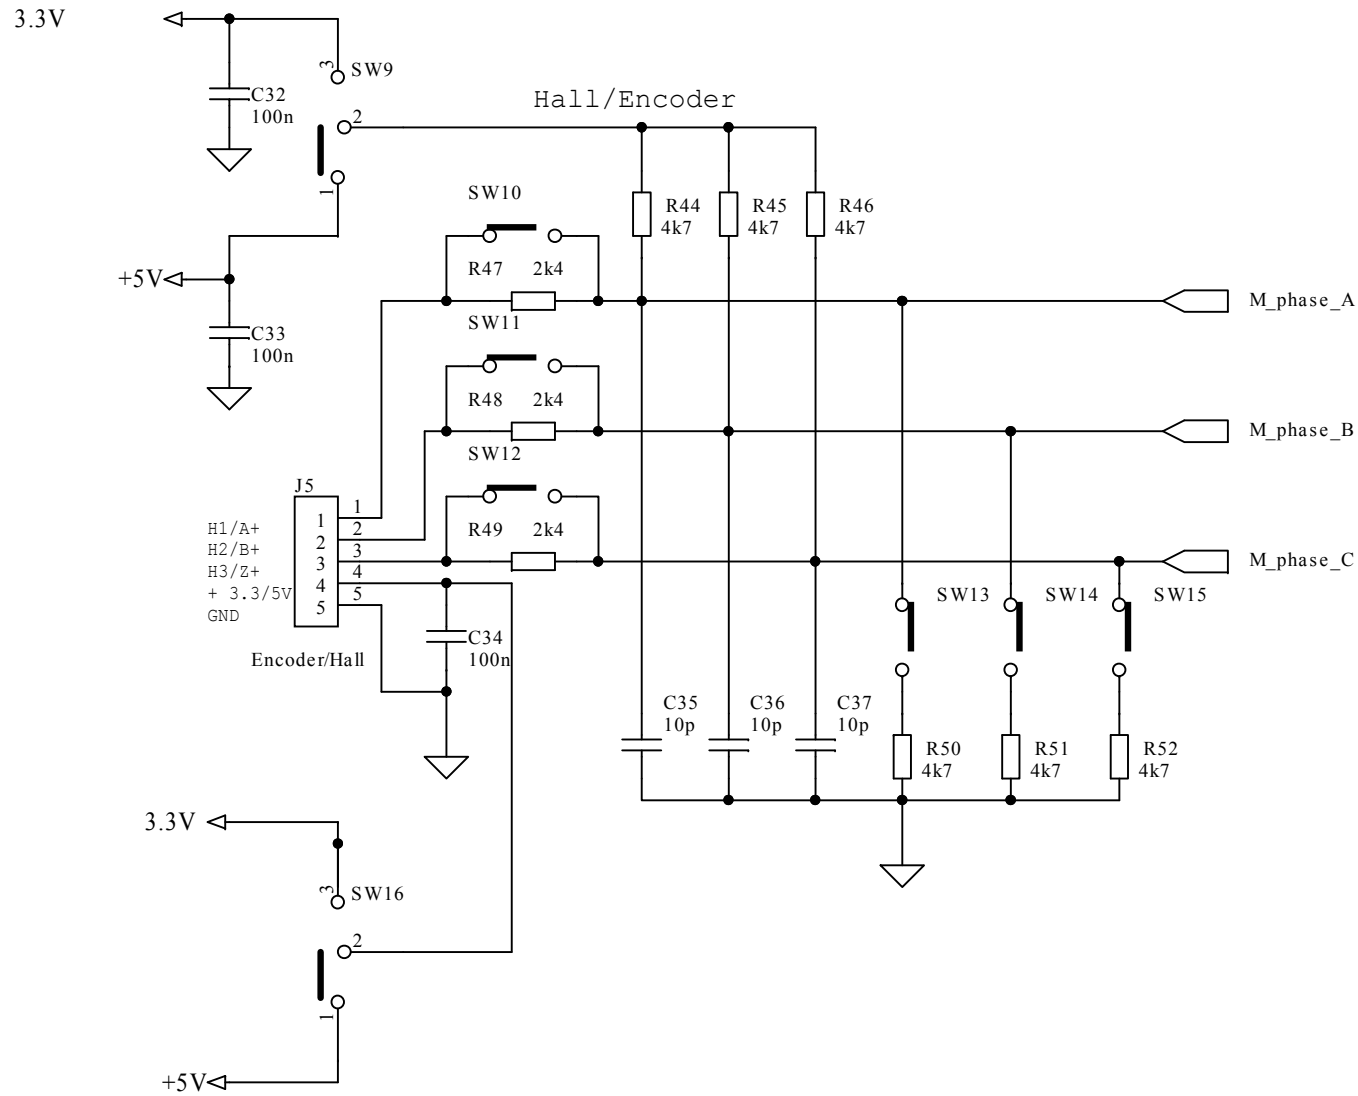 3.3V
3
SW9
C32
100n
Hall/Encoder
2
1
SW10
R44
4k7
R45
4k7
R46
4k7
+5V
R47 2k4
SW11
M_phase_A
C33
100n
R48 2k4
SW12
M_phase_B
J5
R49 2k4
H1/A+
H2/B+
H3/Z+
+ 3.3/5V
GND
1
2
3
4
5
1
2
3
4
5
M_phase_C
SW13
SW14
SW15
Encoder/Hall
C34
100n
C35
10p
C36
10p
C37
10p
R50
4k7
R51
4k7
R52
4k7
3.3V
3
SW16
2
1
+5V